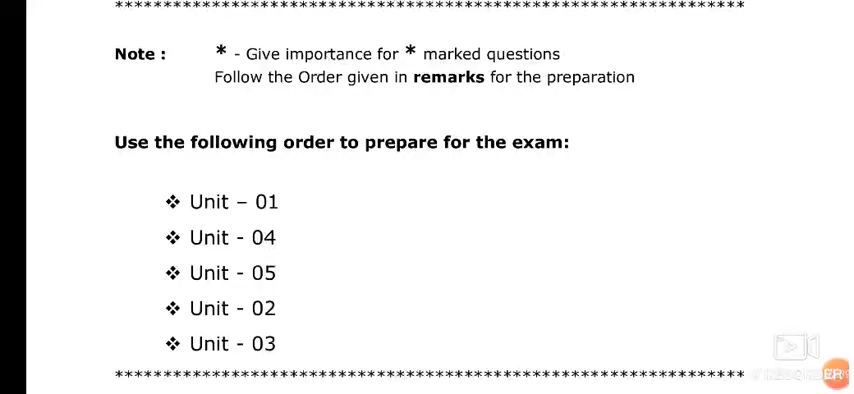 *****************************************************************
Note : * - Give importance for * marked questions
Follow the Order given in remarks for the preparation
Use the following order to prepare for the exam:
❖ Unit – 01
❖ Unit - 04
❖ Unit - 05
❖ Unit - 02
❖ Unit - 03
*****************************************************************
RECORDER